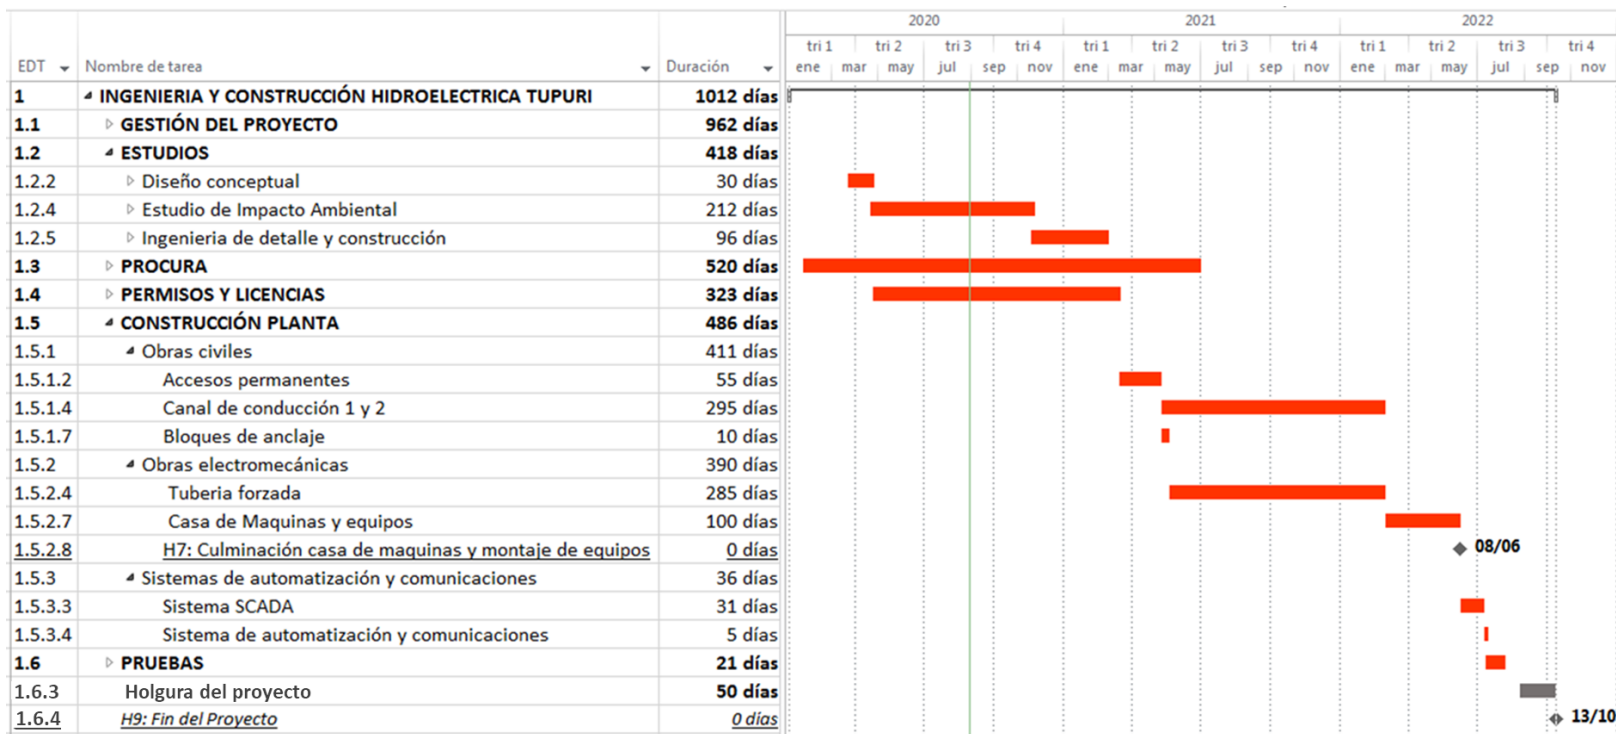 2020 2021 2022
tri 1 tri 2 tri 3 tri 4 tri 1 tri 2 tri 3 tri 4 tri 1 tri 2 tri 3 tri 4
EDT Nombre de tarea Duración ene mar may jul sep nov ene mar may jul sep nov ene mar may jul sep nov
1 INGENIERIA Y CONSTRUCCIÓN HIDROELECTRICA TUPURI 1012 días
1.1 GESTIÓN DEL PROYECTO 962 días
1.2 ESTUDIOS 418 días
1.2.2 Diseño conceptual 30 días
1.2.4 Estudio de Impacto Ambiental 212 días
1.2.5 Ingenieria de detalle y construcción 96 días
1.3 PROCURA 520 días
1.4 PERMISOS Y LICENCIAS 323 días
1.5 CONSTRUCCIÓN PLANTA 486 días
1.5.1 Obras civiles 411 días
1.5.1.2 Accesos permanentes 55 días
1.5.1.4 Canal de conducción 1 y 2 295 días
1.5.1.7 Bloques de anclaje 10 días
1.5.2 Obras electromecánicas 390 días
1.5.2.4 Tuberia forzada 285 días
1.5.2.7 Casa de Maquinas y equipos 100 días
1.5.2.8 H7: Culminación casa de maquinas y montaje de equipos 0 días 08/06
1.5.3 Sistemas de automatización y comunicaciones 36 días
1.5.3.3 Sistema SCADA 31 días
1.5.3.4 Sistema de automatización y comunicaciones 5 días
1.6 PRUEBAS 21 días
1.6.3 Holgura del proyecto 50 días
1.6.4 H9: Fin del Proyecto 0 días 13/10